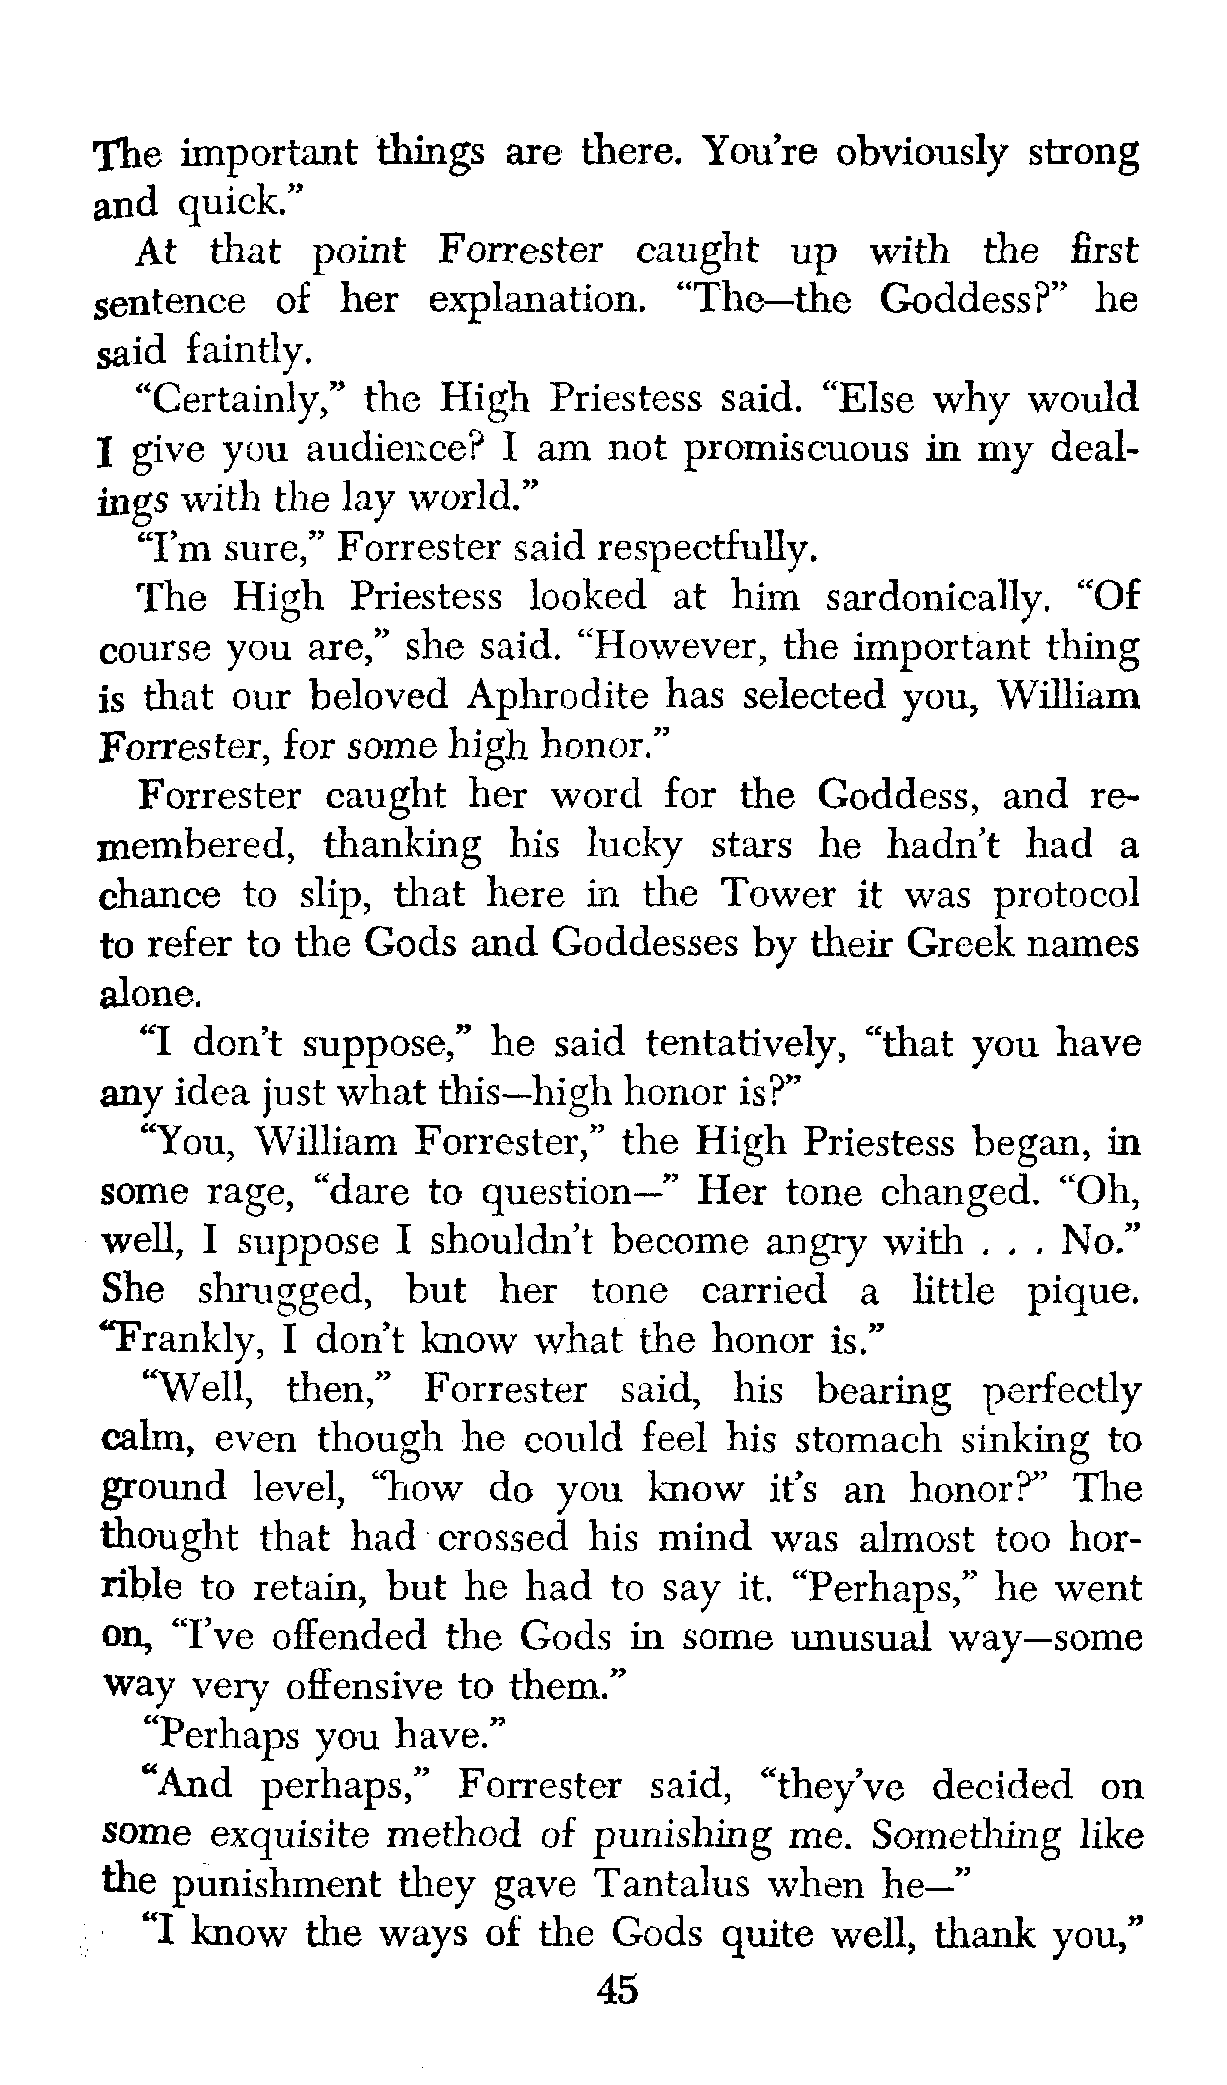 The important things are there. You're obviously strong
and quick."
At that point Forrester caught up with the first
sentence of her explanation. "The—the Goddess?" he
said faintly.
"Certainly," the High Priestess said. "Else why would
I give you audience? I am not promiscuous in my deal-
ings with the lay world."
"I'm sure," Forrester said respectfully.
The High Priestess looked at him sardonically. "Of
course you are," she said. "However, the important thing
is that our beloved Aphrodite has selected you, William
Forrester, for some high honor."
Forrester caught her word for the Goddess, and re-
membered, thanking his lucky stars he hadn't had a
chance to slip, that here in the Tower it was protocol
to refer to the Gods and Goddesses by their Greek names
alone.
"I don't suppose," he said tentatively, "that you have
any idea just what this—high honor is?"
"You, William Forrester," the High Priestess began, in
some rage, "dare to question—" Her tone changed. "Oh,
well, I suppose I shouldn't become angry with . . . No."
She shrugged, but her tone carried a little pique.
"Frankly, I don't know what the honor is."
"Well, then," Forrester said, his bearing perfectly
calm, even though he could feel his stomach sinking to
ground level, "how do you know it's an honor?" The
thought that had crossed his mind was almost too hor-
rible to retain, but he had to say it. "Perhaps," he went
on, "I've offended the Gods in some unusual way—some
way very offensive to them."
"Perhaps you have."
"And perhaps," Forrester said, "they've decided on
some exquisite method of punishing me. Something like
the punishment they gave Tantalus when he—"
"I know the ways of the Gods quite well, thank you,"
45